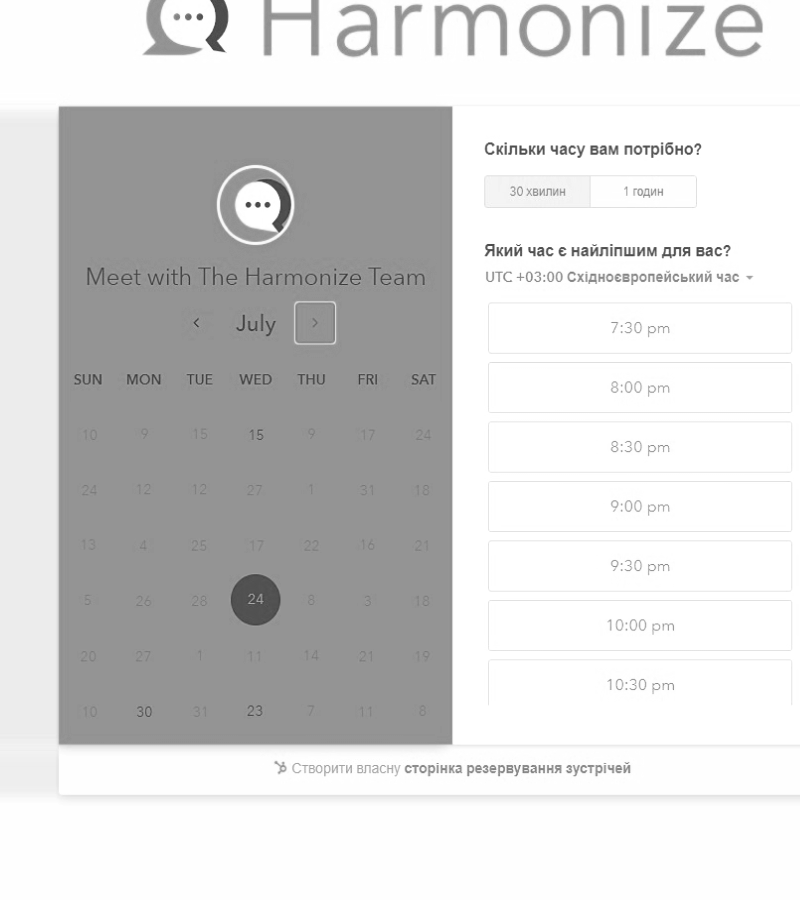 Harmonize
Meet with The Harmonize Team
July
SUN MON TUE WED THU FRI SAT
10 9 15 15 9 17 24
24 12 12 27 1 31 18
13 4 25 17 22 16 21
5 26 28 24 8 3 18
20 27 1 11 14 21 19
10 30 31 23 7 11 8
Скільки часу вам потрібно?
30 хвилин 1 годин
Який час є найліпшим для вас?
UTC +03:00 Східноєвропейський час
7:30 pm
8:00 pm
8:30 pm
9:00 pm
9:30 pm
10:00 pm
10:30 pm
Створити власну сторінка резервування зустрічей